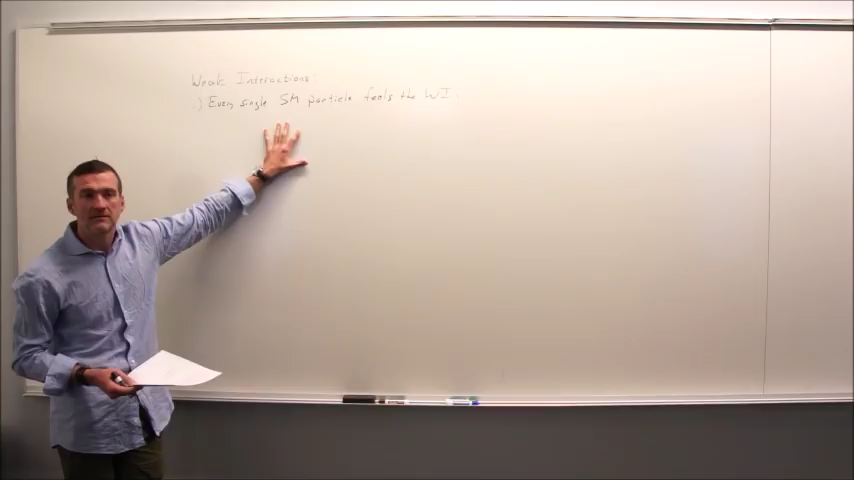 Weak Interactions:
.) Every single SM particle feels the WI.